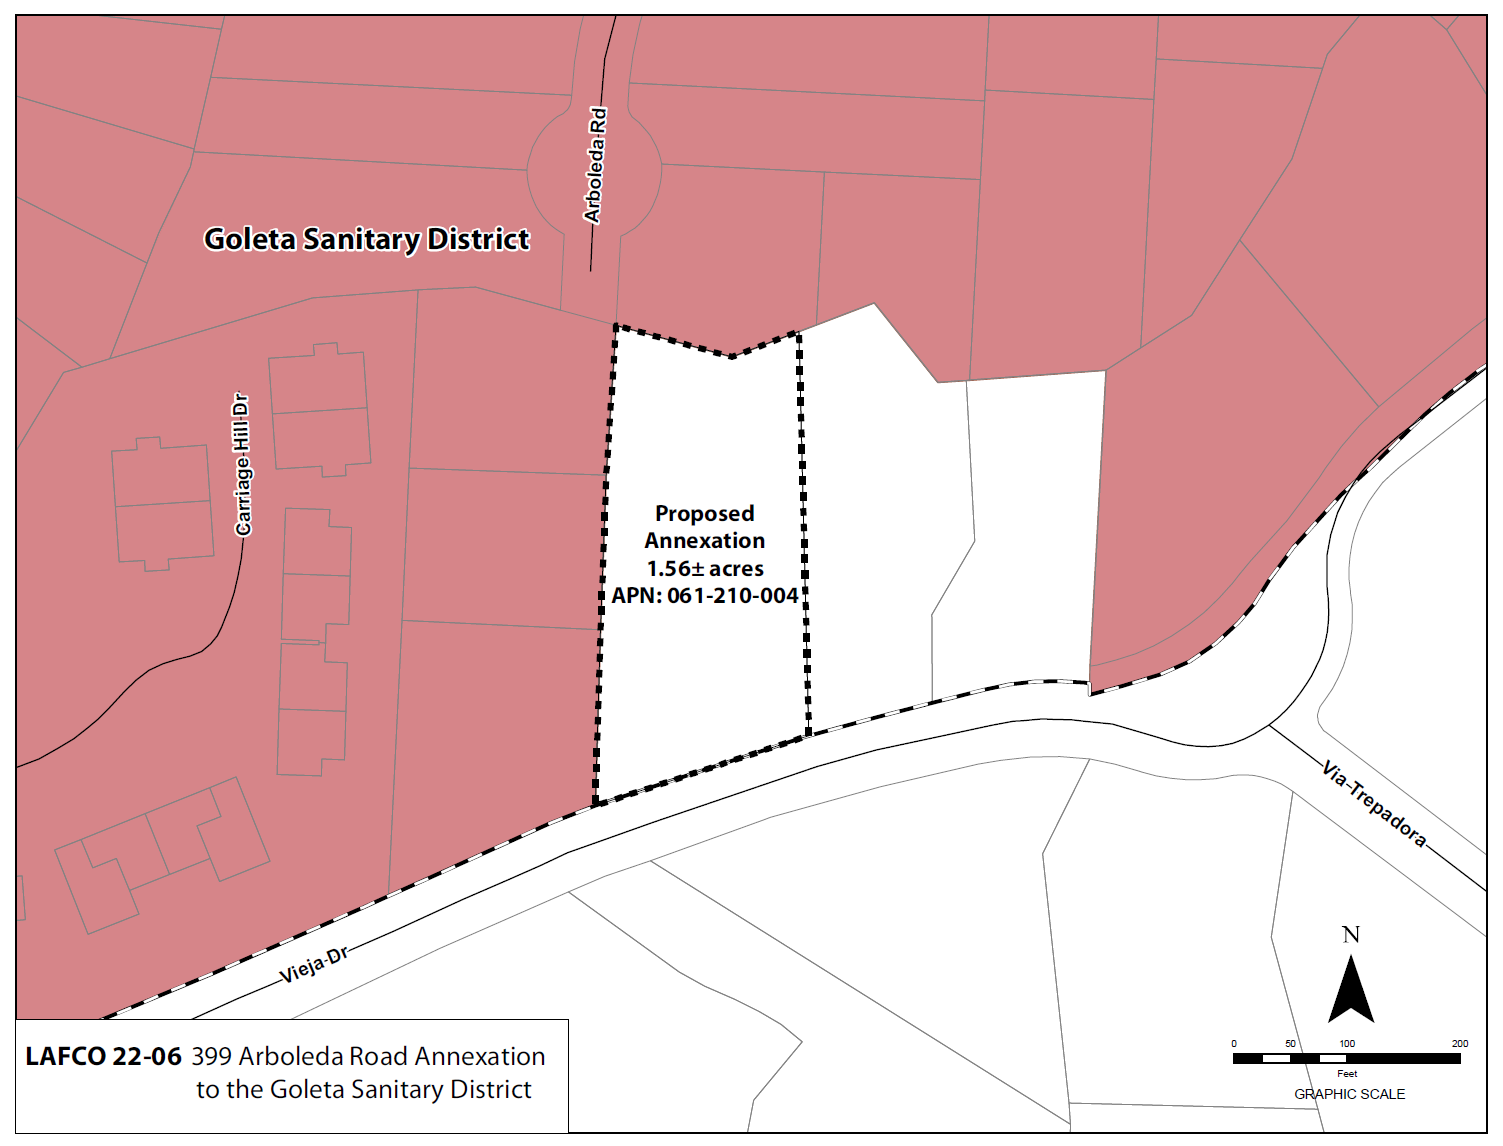 Arboleda Rd
Goleta Sanitary District
Carriage Hill Dr
Proposed
Annexation
1.56± acres
APN: 061-210-004
Via Trepadora
Vieja Dr
N
0 50 100 200
Feet
GRAPHIC SCALE
LAFCO 22-06 399 Arboleda Road Annexation
to the Goleta Sanitary District